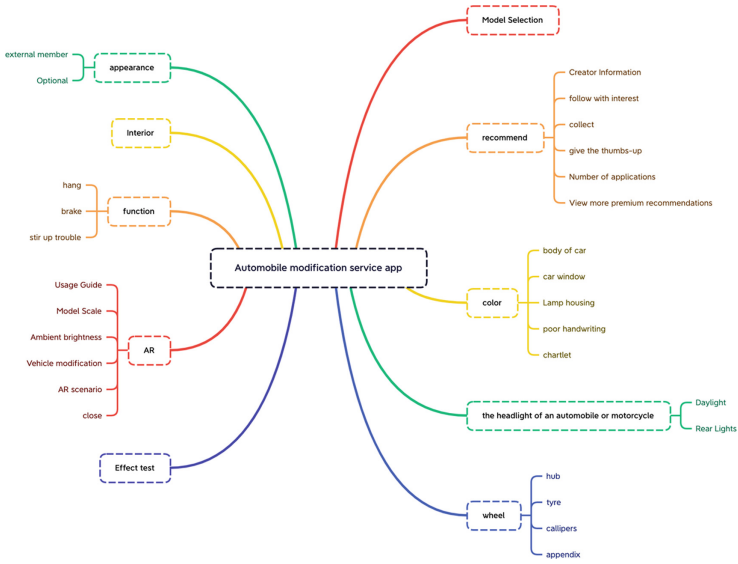 Automobile modification service app
Model Selection
recommend
Creator Information
follow with interest
collect
give the thumbs-up
Number of applications
View more premium recommendations
color
body of car
car window
Lamp housing
poor handwriting
chartlet
the headlight of an automobile or motorcycle
Daylight
Rear Lights
wheel
hub
tyre
callipers
appendix
appearance
external member
Optional
Interior
function
hang
brake
stir up trouble
AR
Usage Guide
Model Scale
Ambient brightness
Vehicle modification
AR scenario
close
Effect test